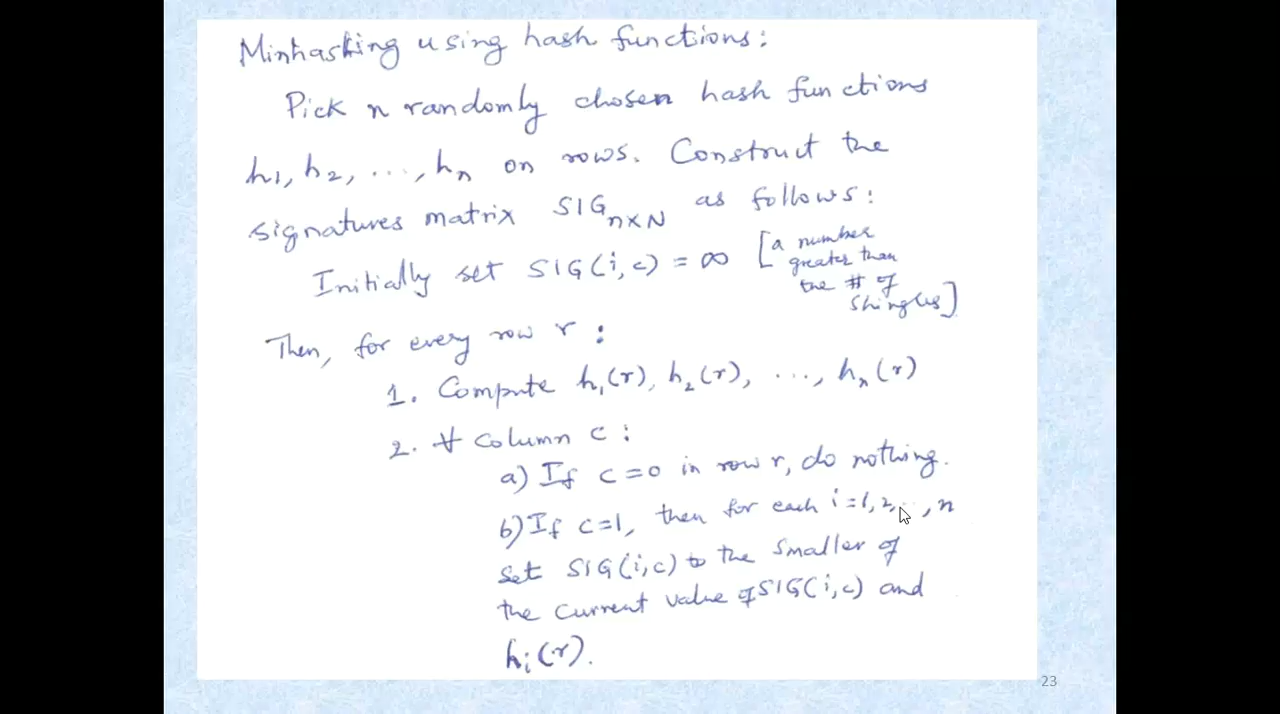 Minhashing using hash functions:
Pick n randomly chosen hash functions
h1, h2, ..., hn on rows. Construct the
signatures matrix SIG n×N as follows:
Initially set SIG(i, c) = ∞ [a number
greater than
the # of
shingles]
Then, for every row r:
1. Compute h1(r), h2(r), ..., hn(r)
2. ∀ column c:
a) If c=0 in row r, do nothing.
b) If c=1, then for each i=1, 2, .., n
set SIG(i, c) to the smaller of
the current value of SIG(i, c) and
hi(r).
23